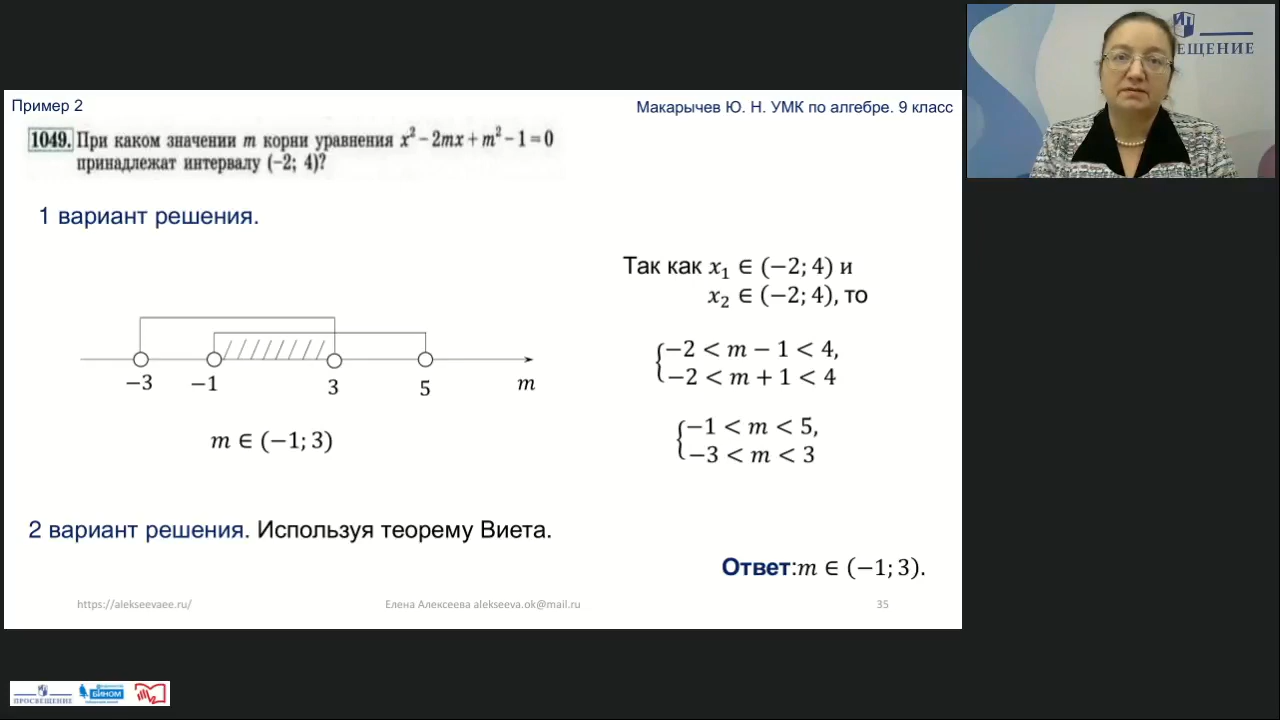 Пример 2
Макарычев Ю. Н. УМК по алгебре. 9 класс
1049. При каком значении m корни уравнения x² − 2mx + m² − 1 = 0
принадлежат интервалу (−2; 4)?
1 вариант решения.
Так как x₁ ∈ (−2; 4) и
x₂ ∈ (−2; 4), то
{−2 < m − 1 < 4,
−2 < m + 1 < 4
{−1 < m < 5,
−3 < m < 3
−3 −1 3 5 m
m ∈ (−1; 3)
2 вариант решения. Используя теорему Виета.
Ответ:m ∈ (−1; 3).
https://alekseevaee.ru/
Елена Алексеева alekseeva.ok@mail.ru
35
ЕЩЕНИЕ
ПРОСВЕЩЕНИЕ
БИНОМ